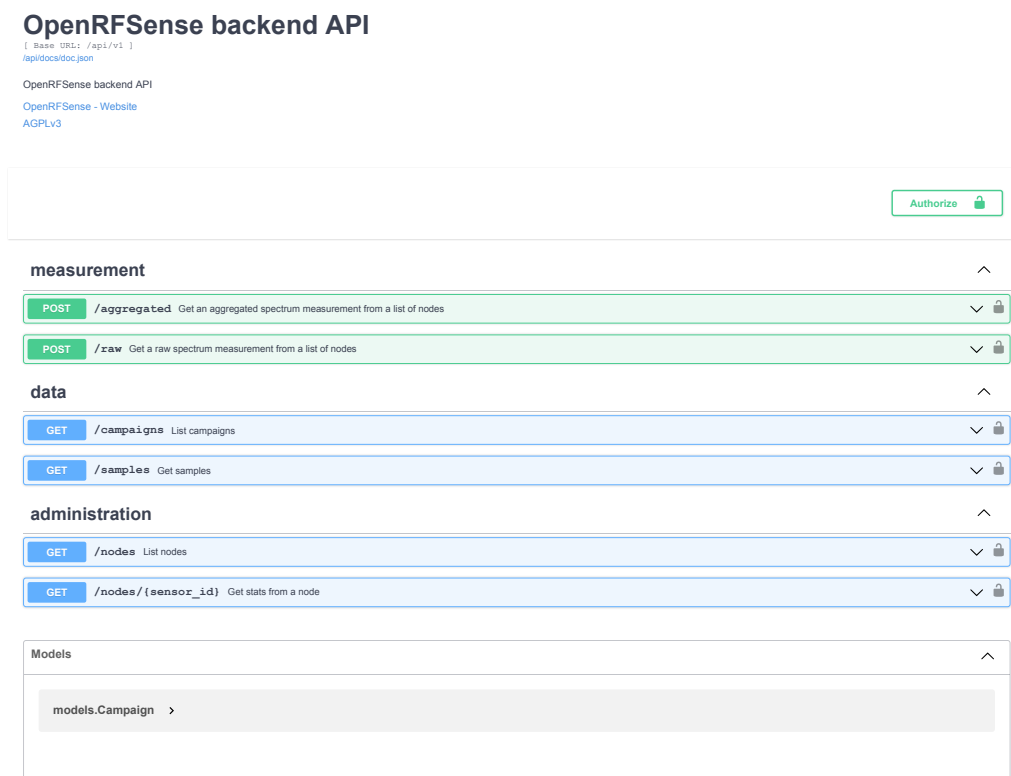 OpenRFSense backend API
[ Base URL: /api/v1 ]
/api/docs/doc.json
OpenRFSense backend API
OpenRFSense - Website
AGPLv3
Authorize
measurement
POST /aggregated Get an aggregated spectrum measurement from a list of nodes
POST /raw Get a raw spectrum measurement from a list of nodes
data
GET /campaigns List campaigns
GET /samples Get samples
administration
GET /nodes List nodes
GET /nodes/{sensor_id} Get stats from a node
Models
models.Campaign